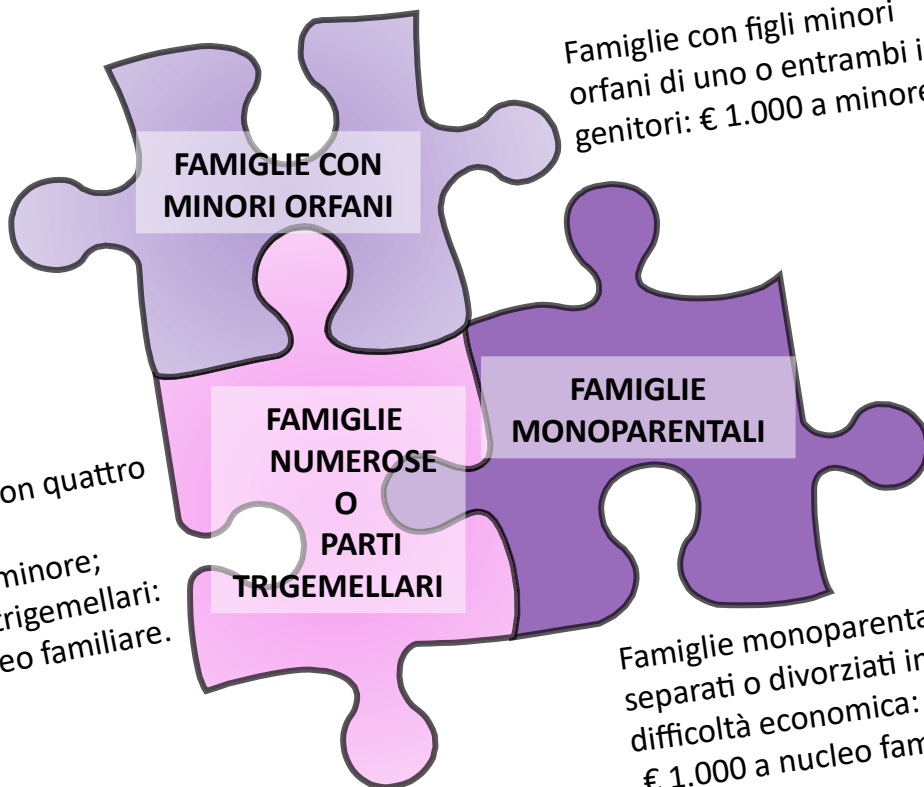 Famiglie con figli minori
orfani di uno o entrambi i
genitori: € 1.000 a minore
FAMIGLIE CON
MINORI ORFANI
FAMIGLIE
MONOPARENTALI
FAMIGLIE
NUMEROSE
O
PARTI
TRIGEMELLARI
on quattro
minore;
trigemellari:
eo familiare.
Famiglie monoparenta
separati o divorziati in
difficoltà economica:
€ 1.000 a nucleo fam